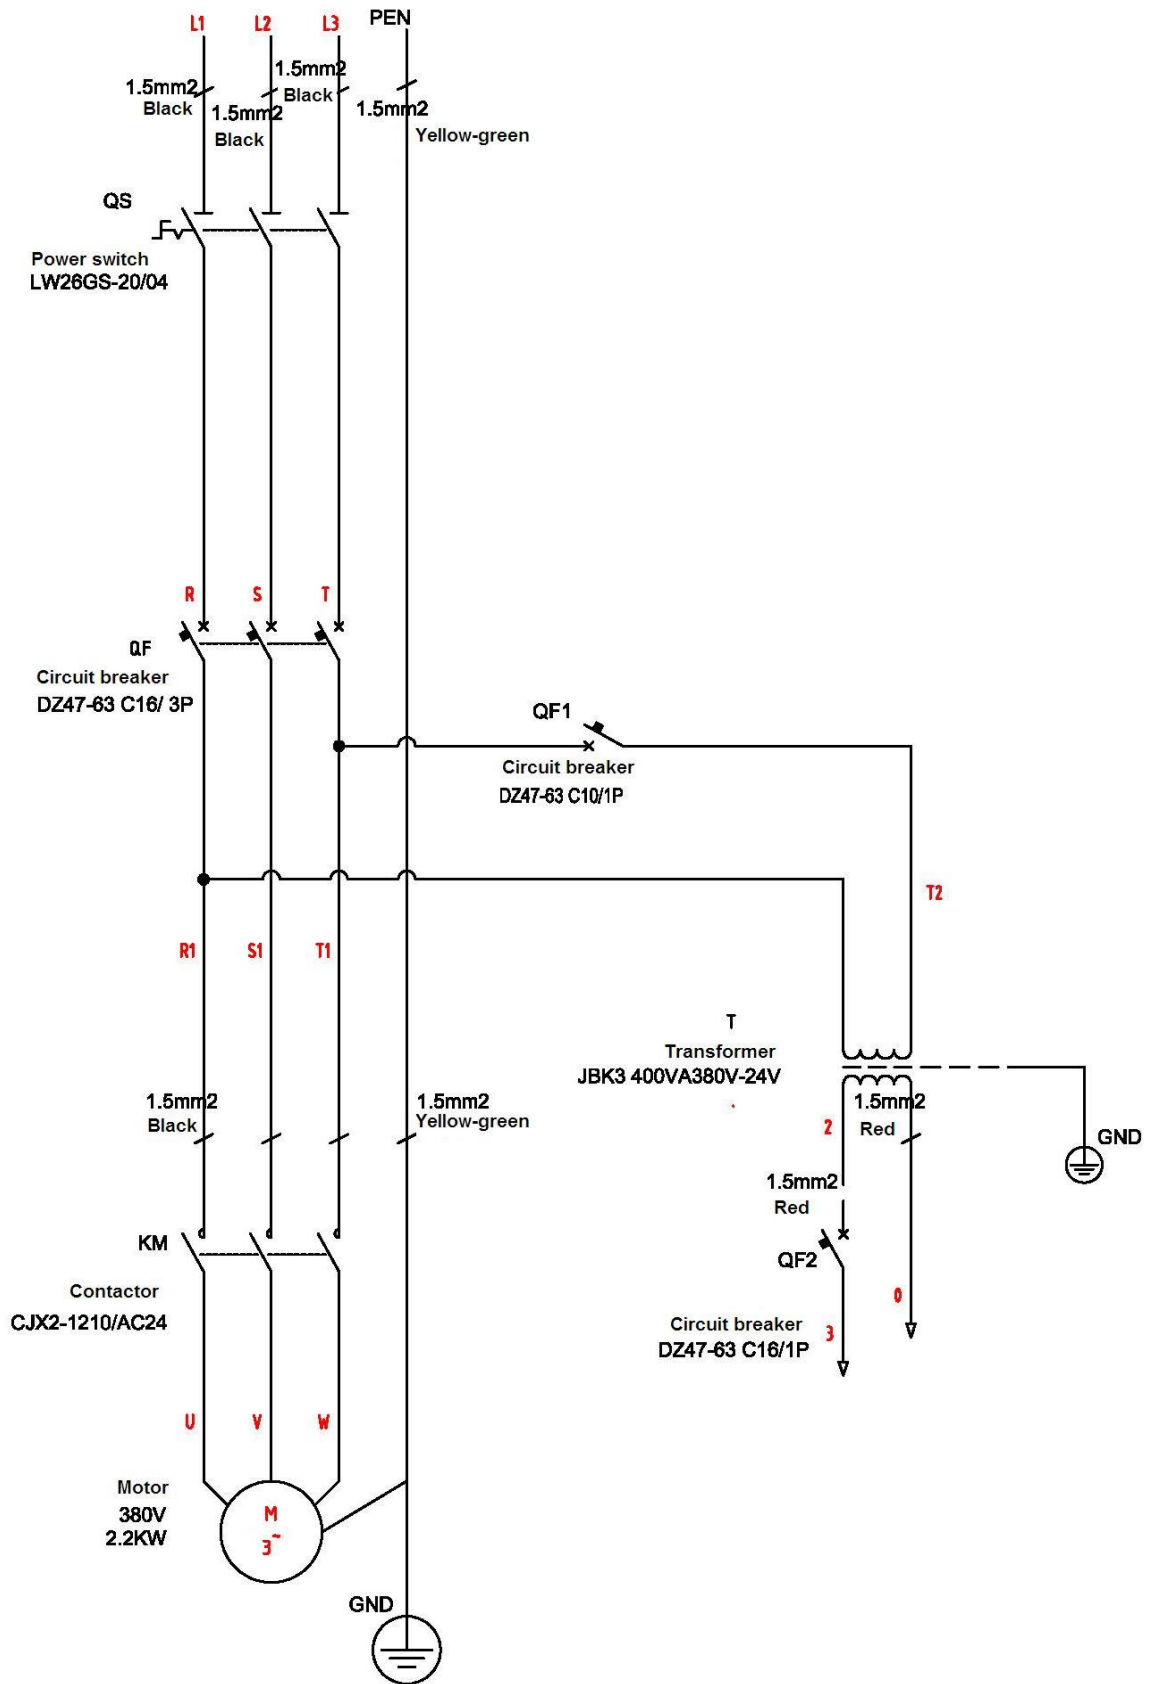 L1
L2
L3
PEN
1.5mm2
Black
1.5mm2
Black
1.5mm2
Black
1.5mm2
Yellow-green
QS
Power switch
LW26GS-20/04
R
S
T
QF
Circuit breaker
DZ47-63 C16/ 3P
QF1
Circuit breaker
DZ47-63 C10/1P
T2
R1
S1
T1
T
Transformer
JBK3 400VA380V-24V
1.5mm2
Black
1.5mm2
Yellow-green
1.5mm2
Red
2
GND
1.5mm2
Red
KM
Contactor
CJX2-1210/AC24
QF2
0
3
Circuit breaker
DZ47-63 C16/1P
U
V
W
Motor
380V
2.2KW
M
3~
GND